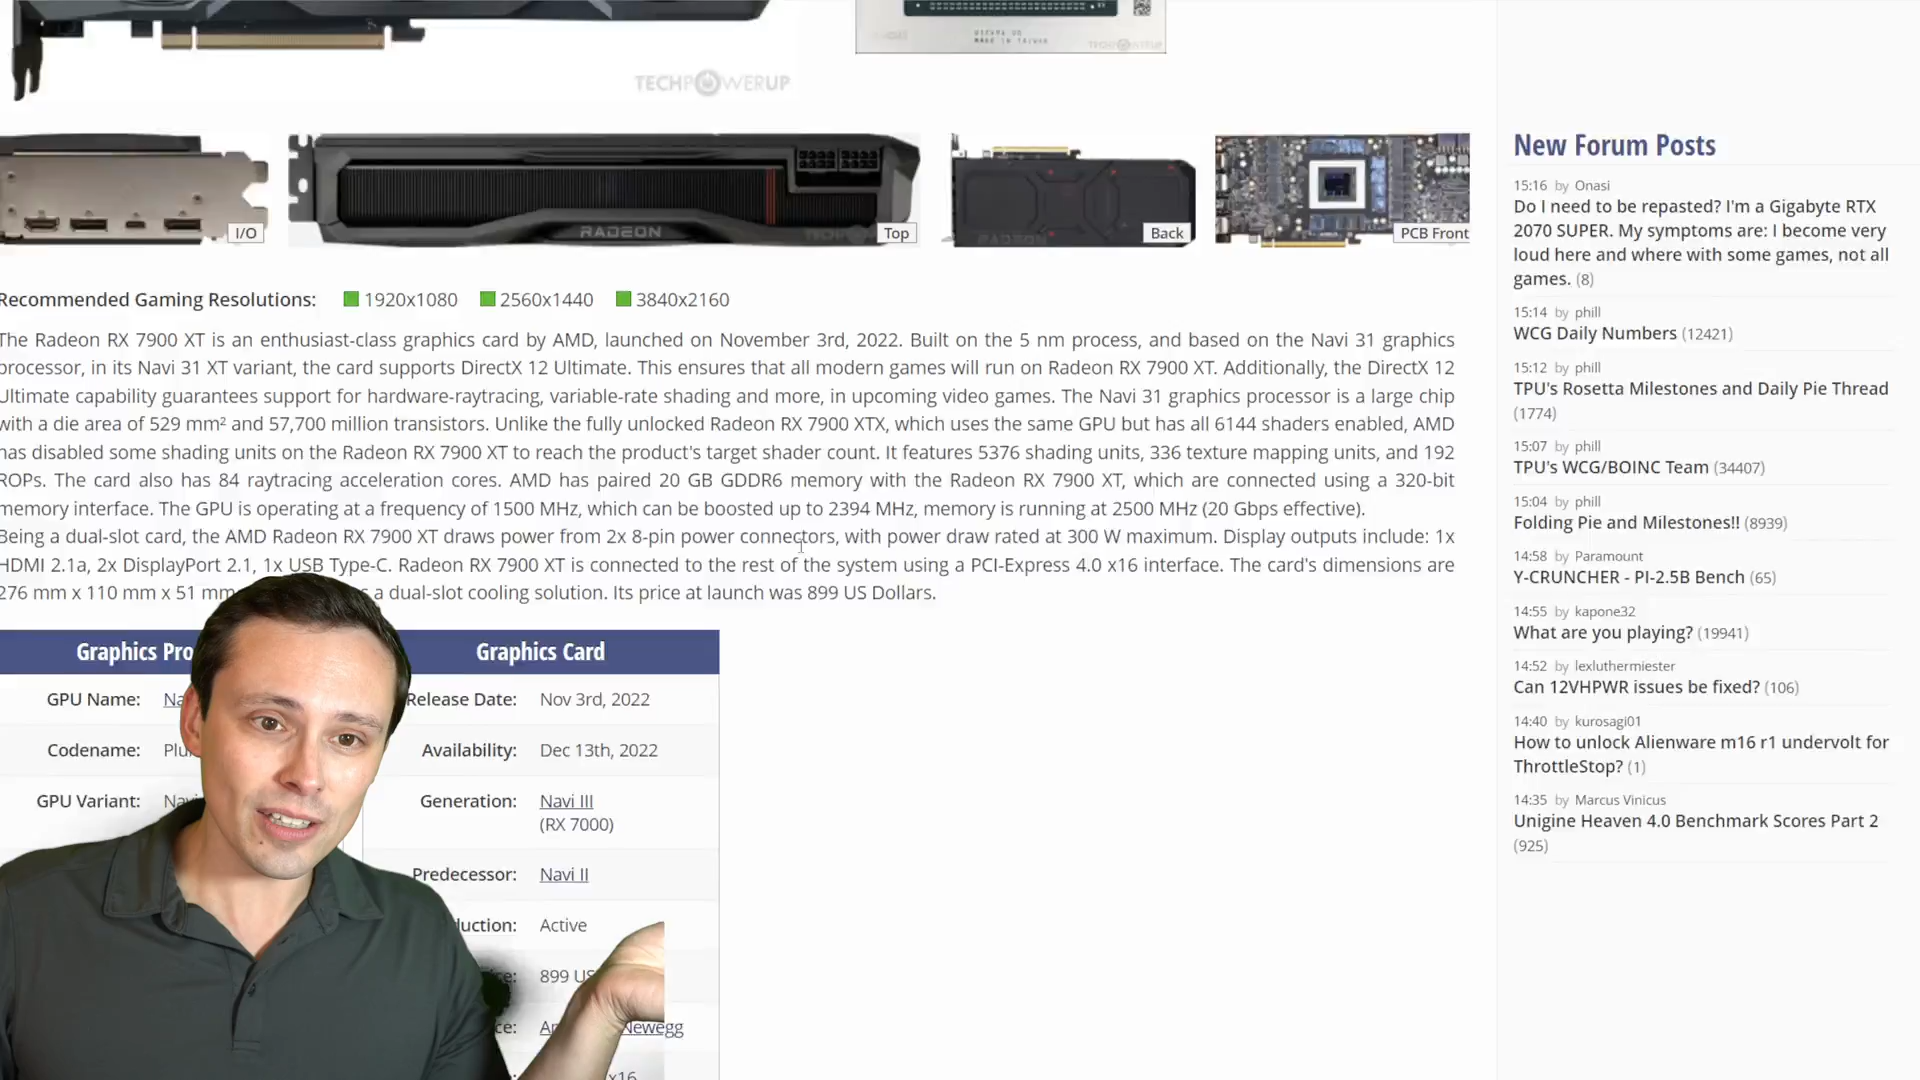 MADE IN TAIWAN
TECHPOWERUP
TECHPOWERUP
I/O
RADEON
Top
RADEON
Back
PCB Front
Recommended Gaming Resolutions: 1920x1080 2560x1440 3840x2160
The Radeon RX 7900 XT is an enthusiast-class graphics card by AMD, launched on November 3rd, 2022. Built on the 5 nm process, and based on the Navi 31 graphics
processor, in its Navi 31 XT variant, the card supports DirectX 12 Ultimate. This ensures that all modern games will run on Radeon RX 7900 XT. Additionally, the DirectX 12
Ultimate capability guarantees support for hardware-raytracing, variable-rate shading and more, in upcoming video games. The Navi 31 graphics processor is a large chip
with a die area of 529 mm² and 57,700 million transistors. Unlike the fully unlocked Radeon RX 7900 XTX, which uses the same GPU but has all 6144 shaders enabled, AMD
has disabled some shading units on the Radeon RX 7900 XT to reach the product's target shader count. It features 5376 shading units, 336 texture mapping units, and 192
ROPs. The card also has 84 raytracing acceleration cores. AMD has paired 20 GB GDDR6 memory with the Radeon RX 7900 XT, which are connected using a 320-bit
memory interface. The GPU is operating at a frequency of 1500 MHz, which can be boosted up to 2394 MHz, memory is running at 2500 MHz (20 Gbps effective).
Being a dual-slot card, the AMD Radeon RX 7900 XT draws power from 2x 8-pin power connectors, with power draw rated at 300 W maximum. Display outputs include: 1x
HDMI 2.1a, 2x DisplayPort 2.1, 1x USB Type-C. Radeon RX 7900 XT is connected to the rest of the system using a PCI-Express 4.0 x16 interface. The card's dimensions are
276 mm x 110 mm x 51 mm a dual-slot cooling solution. Its price at launch was 899 US Dollars.
Graphics Pro
GPU Name: Na
Codename: Plu
GPU Variant: Nav
Graphics Card
Release Date: Nov 3rd, 2022
Availability: Dec 13th, 2022
Generation: Navi III
(RX 7000)
Predecessor: Navi II
uction: Active
899 US
Newegg
x16
New Forum Posts
15:16 by Onasi
Do I need to be repasted? I'm a Gigabyte RTX
2070 SUPER. My symptoms are: I become very
loud here and where with some games, not all
games. (8)
15:14 by phill
WCG Daily Numbers (12421)
15:12 by phill
TPU's Rosetta Milestones and Daily Pie Thread
(1774)
15:07 by phill
TPU's WCG/BOINC Team (34407)
15:04 by phill
Folding Pie and Milestones!! (8939)
14:58 by Paramount
Y-CRUNCHER - PI-2.5B Bench (65)
14:55 by kapone32
What are you playing? (19941)
14:52 by lexluthermiester
Can 12VHPWR issues be fixed? (106)
14:40 by kurosagi01
How to unlock Alienware m16 r1 undervolt for
ThrottleStop? (1)
14:35 by Marcus Vinicus
Unigine Heaven 4.0 Benchmark Scores Part 2
(925)